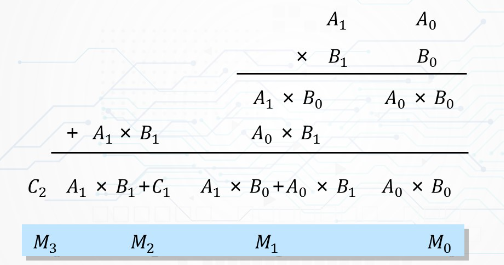 A₁ A₀
× B₁ B₀
A₁ × B₀ A₀ × B₀
+ A₁ × B₁ A₀ × B₁
C₂ A₁ × B₁+C₁ A₁ × B₀+A₀ × B₁ A₀ × B₀
M₃ M₂ M₁ M₀